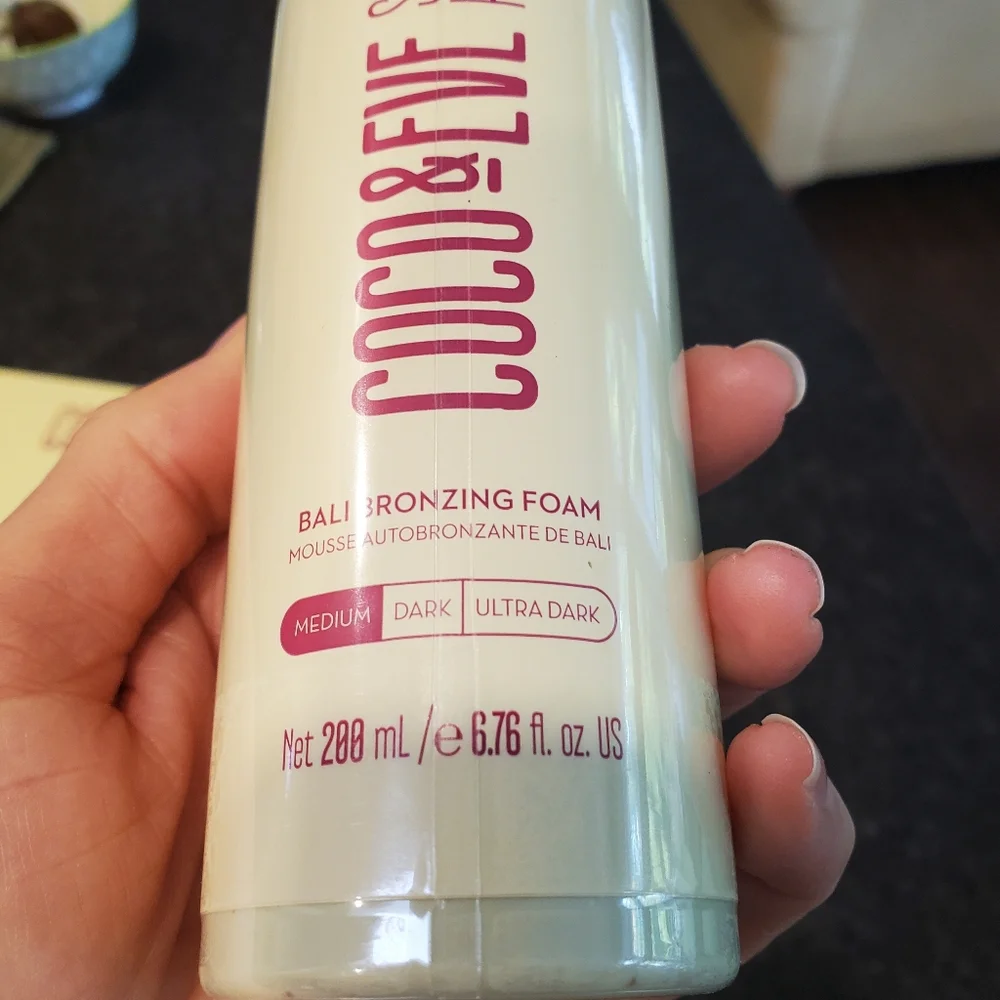 COCO & EVE
BALI BRONZING FOAM
MOUSSE AUTOBRONZANTE DE BALI
MEDIUM DARK ULTRA DARK
Net 200 mL / e 6.76 fl. oz. US